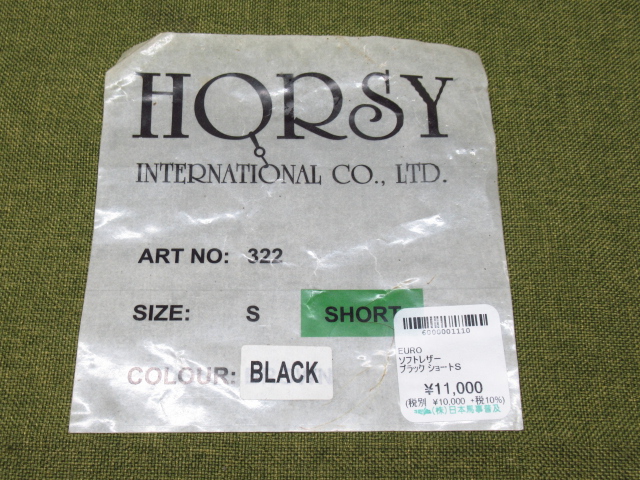 HORSY
INTERNATIONAL CO., LTD.
ART NO: 322
SIZE: S SHORT
COLOUR: BLACK
6000001110
EURO
ソフトレザー
ブラック ショートS
¥11,000
(税別 ¥10,000 +税10%)
(株)日本馬事普及